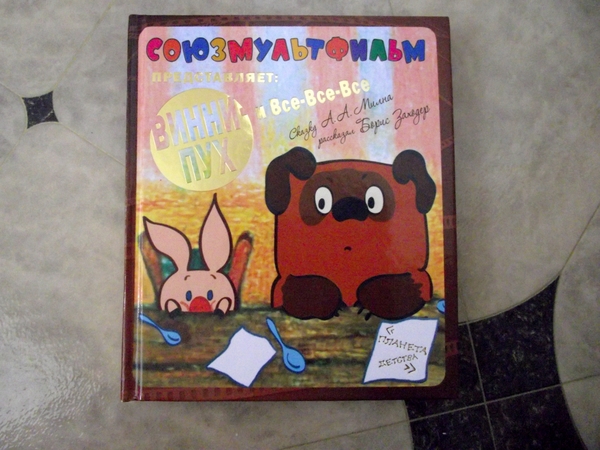 СОЮЗМУЛЬТФИЛЬМ
ПРЕДСТАВЛЯЕТ:
ВИННИ-
ПУХ
и Все-Все-Все
Сказку А.А. Милна
рассказал Борис Заходер
«
ПЛАНЕТА
ДЕТСТВА
»